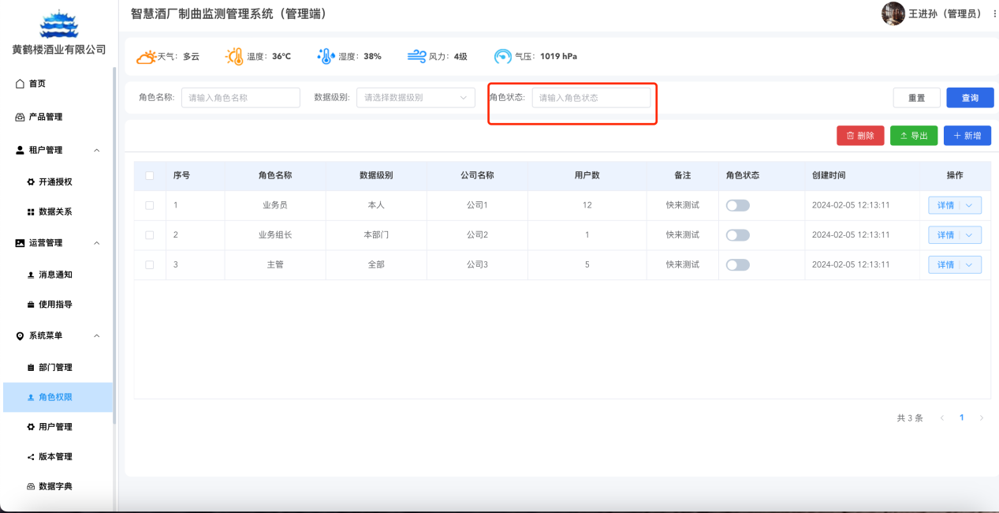 黄鹤楼酒业有限公司
首页
产品管理
租户管理
开通授权
数据关系
运营管理
消息通知
使用指导
系统菜单
部门管理
角色权限
用户管理
版本管理
数据字典
智慧酒厂制曲监测管理系统（管理端）
王进孙（管理员）
天气：多云 温度：36°C 湿度：38% 风力：4级 气压：1019 hPa
角色名称: 请输入角色名称 数据级别: 请选择数据级别 角色状态: 请输入角色状态 重置 查询
删除 导出 新增
序号 角色名称 数据级别 公司名称 用户数 备注 角色状态 创建时间 操作
1 业务员 本人 公司1 12 快来测试 2024-02-05 12:13:11 详情
2 业务组长 本部门 公司2 1 快来测试 2024-02-05 12:13:11 详情
3 主管 全部 公司3 5 快来测试 2024-02-05 12:13:11 详情
共 3 条 1